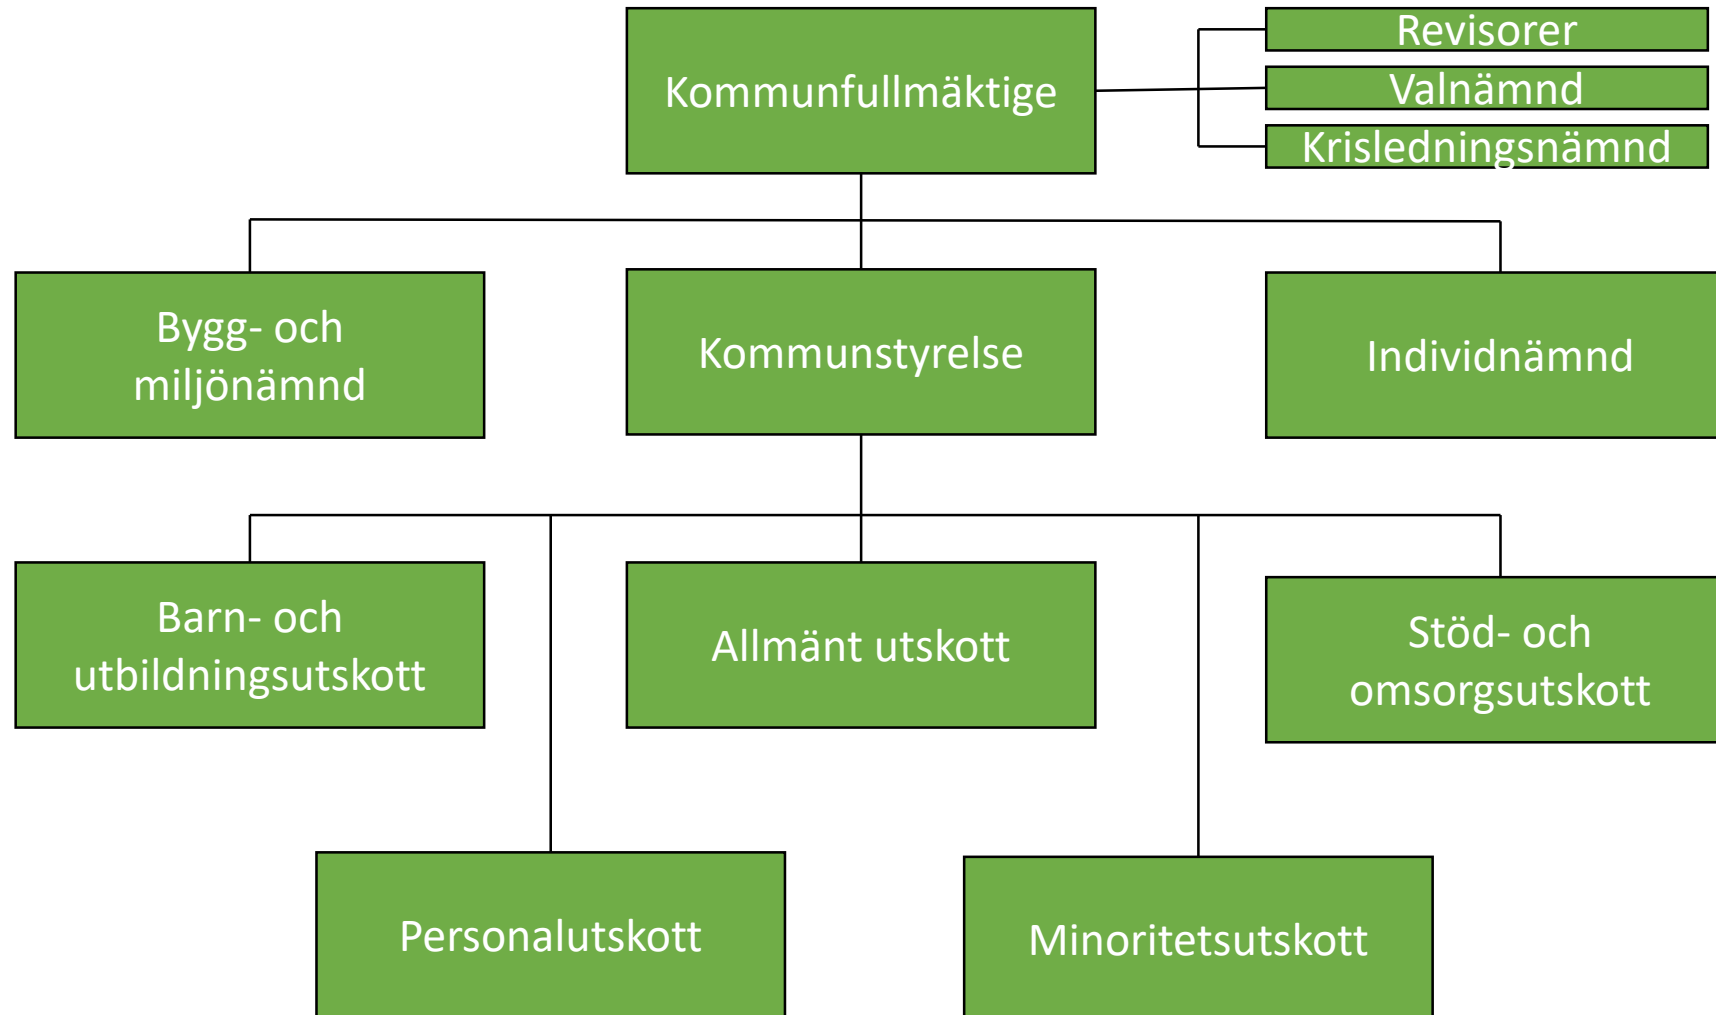 Kommunfullmäktige
Revisorer
Valnämnd
Krisledningsnämnd
Bygg- och
miljönämnd
Kommunstyrelse
Individnämnd
Barn- och
utbildningsutskott
Allmänt utskott
Stöd- och
omsorgsutskott
Personalutskott
Minoritetsutskott